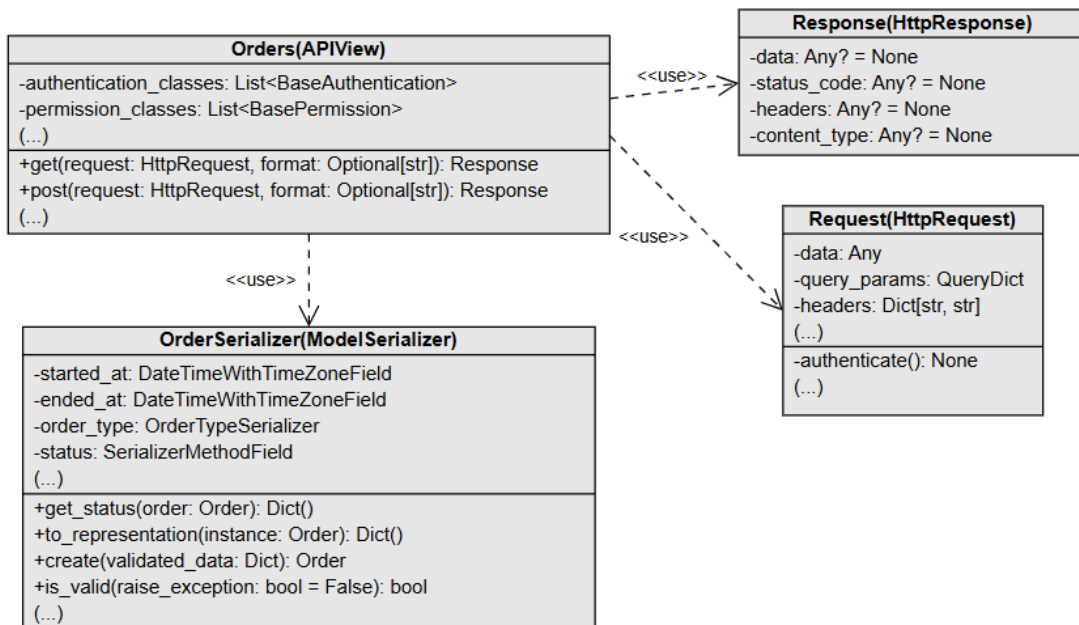 Orders(APIView)
-authentication_classes: List<BaseAuthentication>
-permission_classes: List<BasePermission>
(...)
+get(request: HttpRequest, format: Optional[str]): Response
+post(request: HttpRequest, format: Optional[str]): Response
(...)
<<use>>
Response(HttpResponse)
-data: Any? = None
-status_code: Any? = None
-headers: Any? = None
-content_type: Any? = None
<<use>>
Request(HttpRequest)
-data: Any
-query_params: QueryDict
-headers: Dict[str, str]
(...)
-authenticate(): None
(...)
<<use>>
OrderSerializer(ModelSerializer)
-started_at: DateTimeWithTimeZoneField
-ended_at: DateTimeWithTimeZoneField
-order_type: OrderTypeSerializer
-status: SerializerMethodField
(...)
+get_status(order: Order): Dict()
+to_representation(instance: Order): Dict()
+create(validated_data: Dict): Order
+is_valid(raise_exception: bool = False): bool
(...)